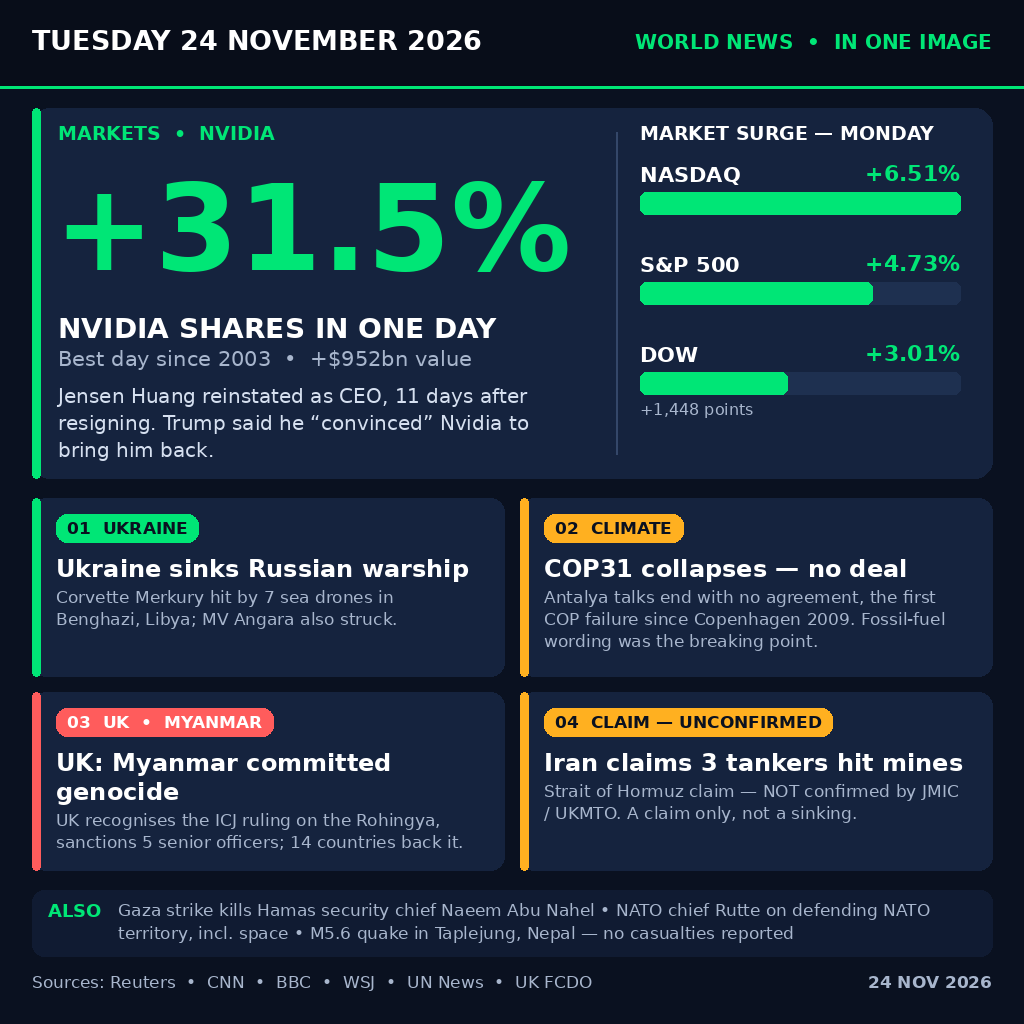 TUESDAY 24 NOVEMBER 2026
WORLD NEWS • IN ONE IMAGE
MARKETS • NVIDIA
+31.5%
NVIDIA SHARES IN ONE DAY
Best day since 2003 • +$952bn value
Jensen Huang reinstated as CEO, 11 days after
resigning. Trump said he “convinced” Nvidia to
bring him back.
MARKET SURGE — MONDAY
NASDAQ +6.51%
S&P 500 +4.73%
DOW +3.01%
+1,448 points
01 UKRAINE
Ukraine sinks Russian warship
Corvette Merkury hit by 7 sea drones in
Benghazi, Libya; MV Angara also struck.
02 CLIMATE
COP31 collapses — no deal
Antalya talks end with no agreement, the first
COP failure since Copenhagen 2009. Fossil-fuel
wording was the breaking point.
03 UK • MYANMAR
UK: Myanmar committed
genocide
UK recognises the ICJ ruling on the Rohingya,
sanctions 5 senior officers; 14 countries back it.
04 CLAIM — UNCONFIRMED
Iran claims 3 tankers hit mines
Strait of Hormuz claim — NOT confirmed by JMIC
/ UKMTO. A claim only, not a sinking.
ALSO Gaza strike kills Hamas security chief Naeem Abu Nahel • NATO chief Rutte on defending NATO
territory, incl. space • M5.6 quake in Taplejung, Nepal — no casualties reported
Sources: Reuters • CNN • BBC • WSJ • UN News • UK FCDO
24 NOV 2026